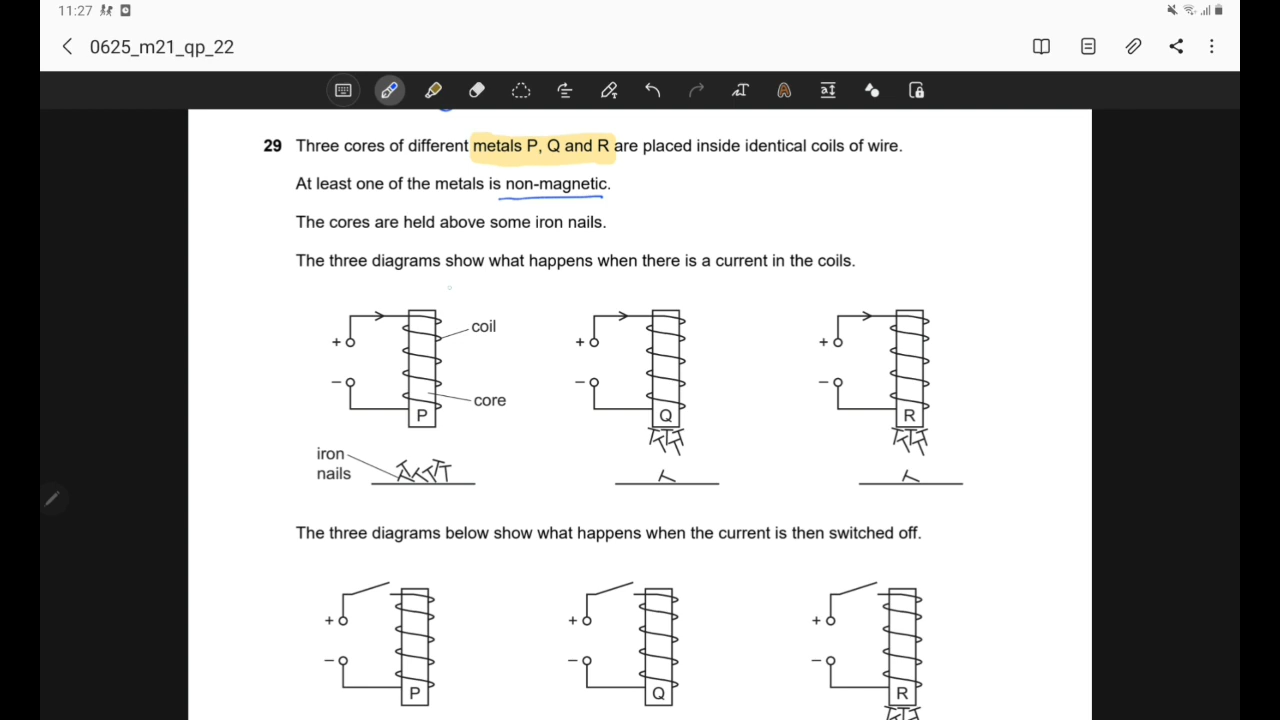 11:27
0625_m21_qp_22
29 Three cores of different metals P, Q and R are placed inside identical coils of wire.
At least one of the metals is non-magnetic.
The cores are held above some iron nails.
The three diagrams show what happens when there is a current in the coils.
coil
+ + +
− − −
core
P Q R
iron
nails
The three diagrams below show what happens when the current is then switched off.
+ + +
− − −
P Q R